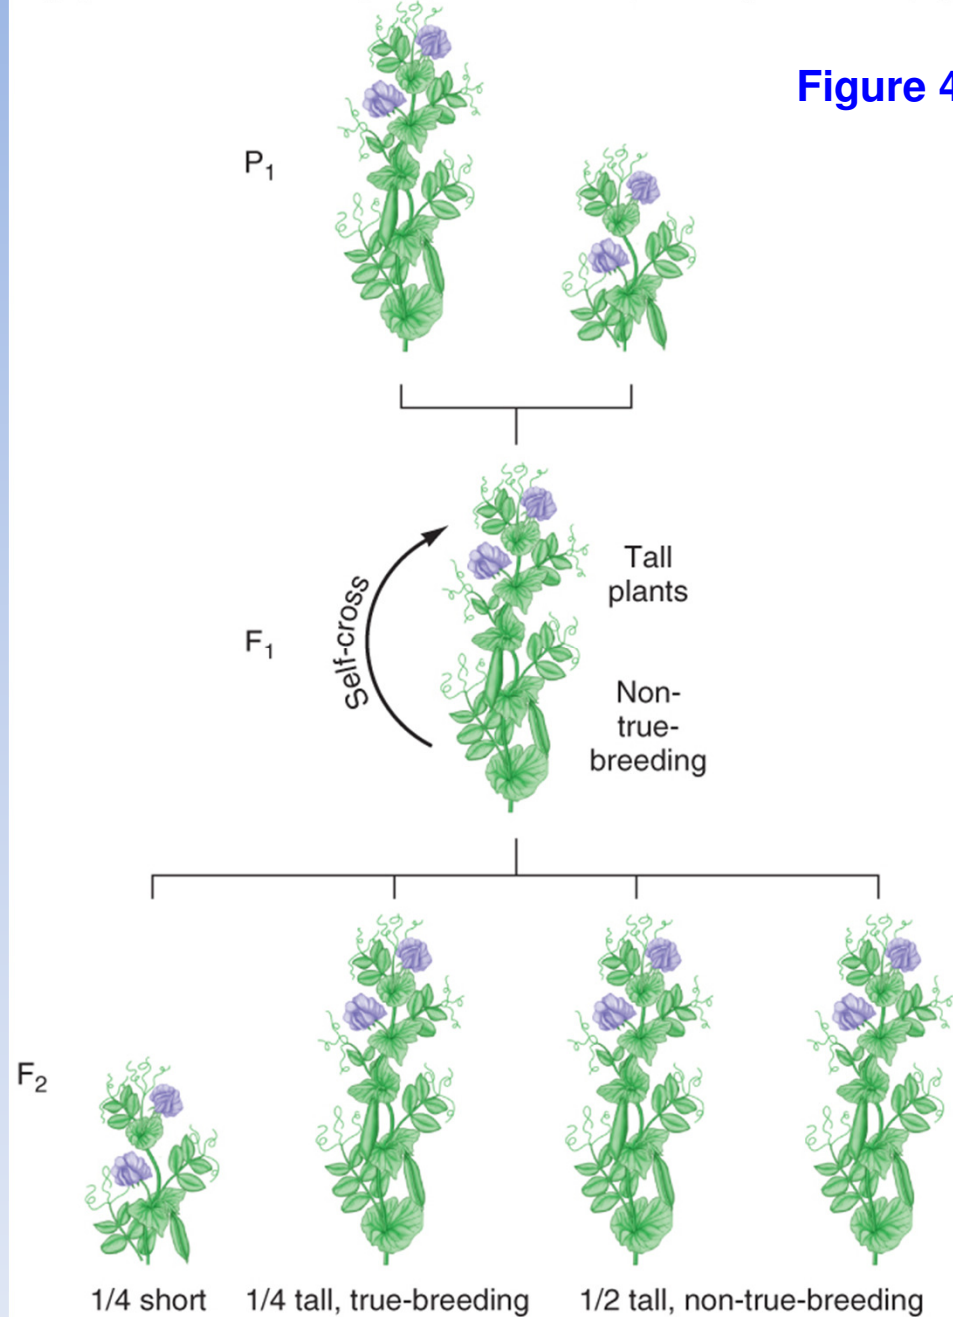 Figure 4
P1
Tall
plants
Self-cross
F1
Non-
true-
breeding
F2
1/4 short
1/4 tall, true-breeding
1/2 tall, non-true-breeding